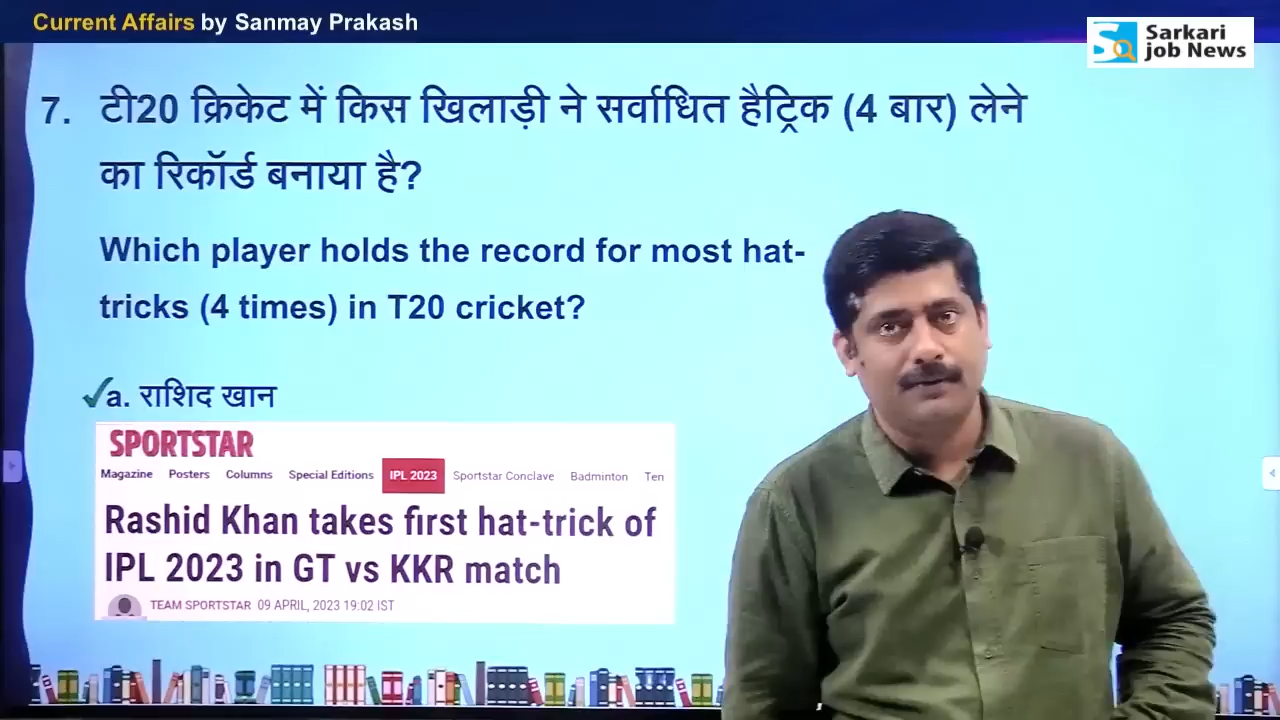 Current Affairs by Sanmay Prakash
Sarkari
job News
7. टी20 क्रिकेट में किस खिलाड़ी ने सर्वाधित हैट्रिक (4 बार) लेने
का रिकॉर्ड बनाया है?
Which player holds the record for most hat-
tricks (4 times) in T20 cricket?
a. राशिद खान
SPORTSTAR
Magazine Posters Columns Special Editions IPL 2023 Sportstar Conclave Badminton Ten
Rashid Khan takes first hat-trick of
IPL 2023 in GT vs KKR match
TEAM SPORTSTAR 09 APRIL, 2023 19:02 IST